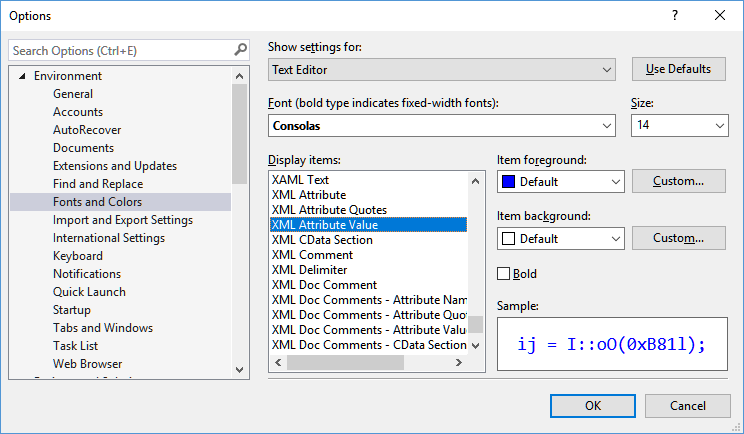 Options
?
Search Options (Ctrl+E)
Environment
General
Accounts
AutoRecover
Documents
Extensions and Updates
Find and Replace
Fonts and Colors
Import and Export Settings
International Settings
Keyboard
Notifications
Quick Launch
Startup
Tabs and Windows
Task List
Web Browser
Show settings for:
Text Editor
Use Defaults
Font (bold type indicates fixed-width fonts):
Size:
Consolas
14
Display items:
XAML Text
XML Attribute
XML Attribute Quotes
XML Attribute Value
XML CData Section
XML Comment
XML Delimiter
XML Doc Comment
XML Doc Comments - Attribute Nam
XML Doc Comments - Attribute Quo
XML Doc Comments - Attribute Valu
XML Doc Comments - CData Section
Item foreground:
Default
Custom...
Item background:
Default
Custom...
Bold
Sample:
ij = I::oO(0xB81l);
OK
Cancel